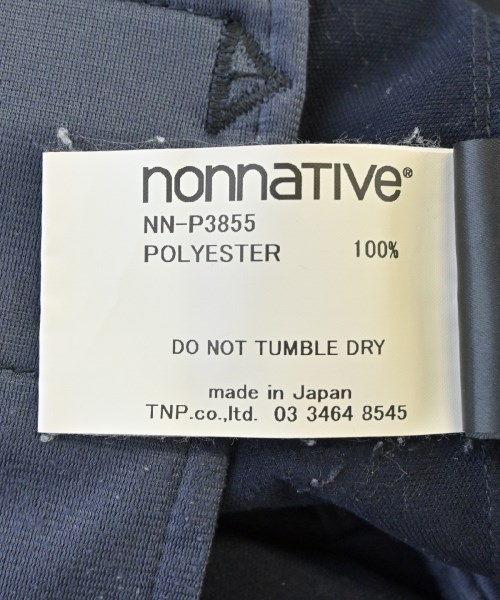 nonnaTIVe®
NN-P3855
POLYESTER 100%
DO NOT TUMBLE DRY
made in Japan
TNP.co.,ltd. 03 3464 8545